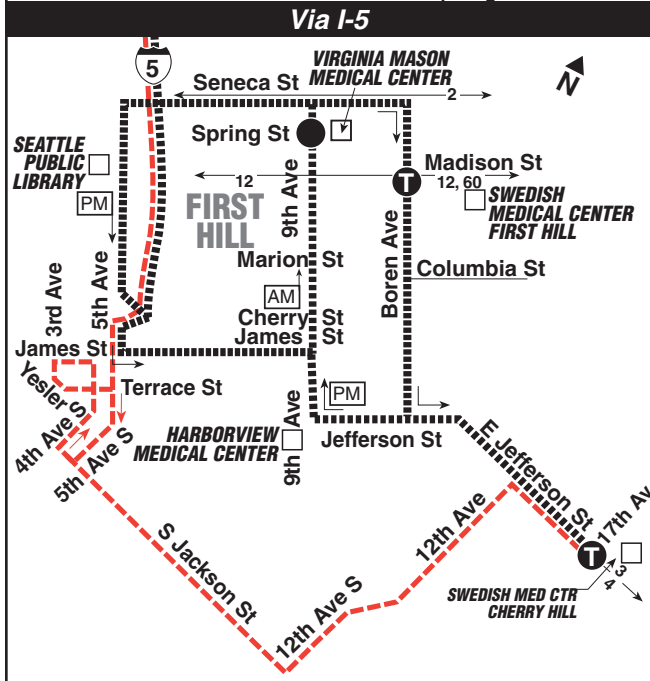 Via I-5
5
VIRGINIA MASON
MEDICAL CENTER
N
Seneca St
2
Spring St
SEATTLE
PUBLIC
LIBRARY
Madison St
12
12, 60
T
SWEDISH
MEDICAL CENTER
FIRST HILL
PM
FIRST
HILL
9th Ave
Boren Ave
Marion St
Columbia St
3rd Ave
5th Ave
AM
Cherry St
James St
James St
Terrace St
PM
Yesler
4th Ave S
5th Ave S
HARBORVIEW
MEDICAL CENTER
9th Ave
Jefferson St
E Jefferson St
17th Ave
12th Ave
T
S Jackson St
3
4
SWEDISH MED CTR
CHERRY HILL
12th Ave S